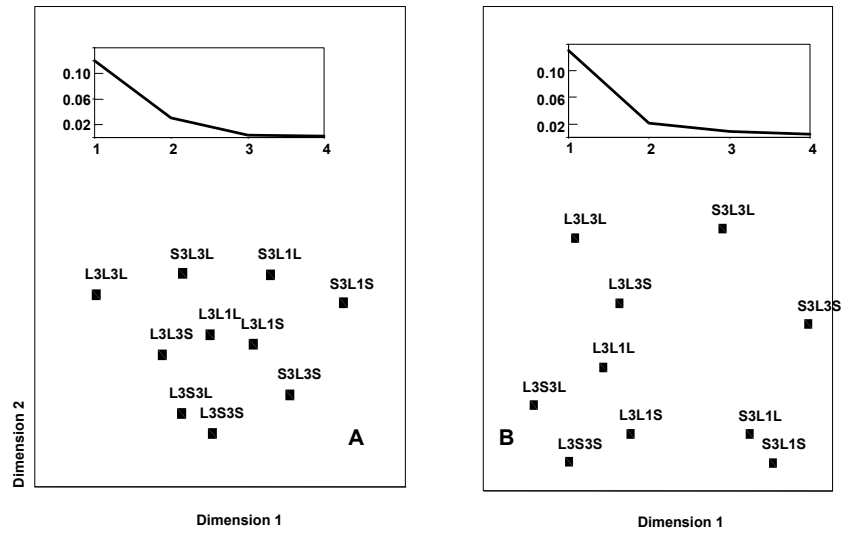 0.10
0.06
0.02
1 2 3 4
S3L3L S3L1L
L3L3L S3L1S
L3L1L L3L1S
L3L3S
S3L3S
L3S3L
L3S3S
A
Dimension 2
Dimension 1
0.10
0.06
0.02
1 2 3 4
S3L3L
L3L3L
L3L3S
S3L3S
L3L1L
L3S3L
L3L1S S3L1L
B
L3S3S S3L1S
Dimension 1